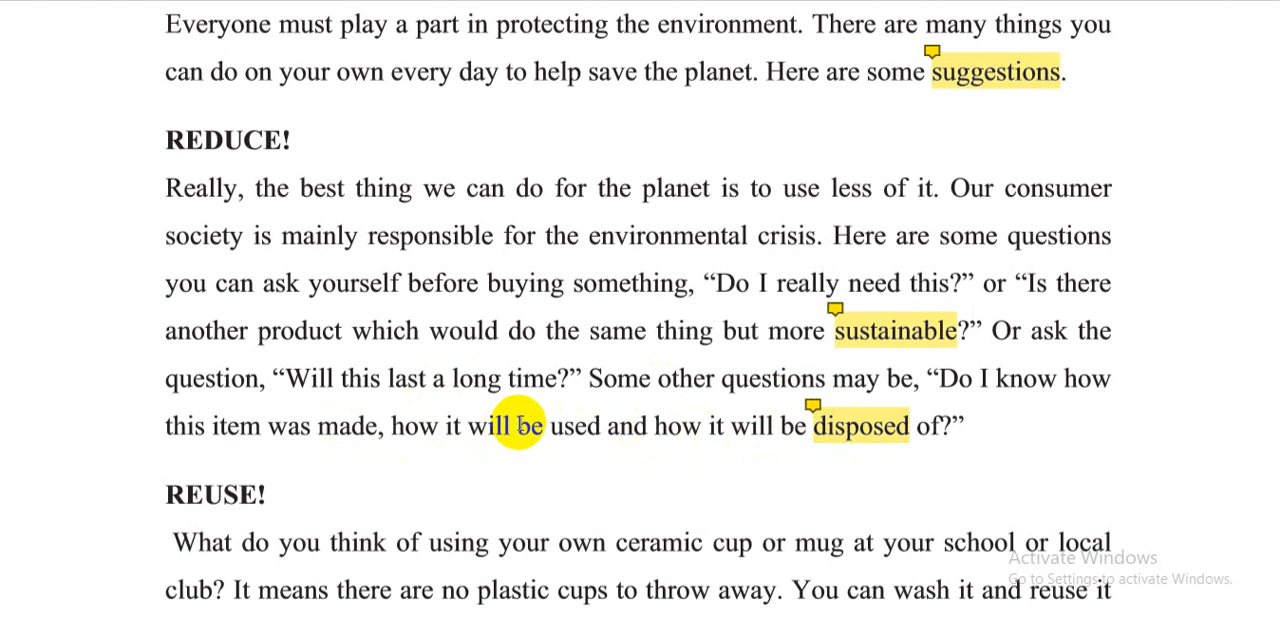 Everyone must play a part in protecting the environment. There are many things you
can do on your own every day to help save the planet. Here are some suggestions.
REDUCE!
Really, the best thing we can do for the planet is to use less of it. Our consumer
society is mainly responsible for the environmental crisis. Here are some questions
you can ask yourself before buying something, “Do I really need this?” or “Is there
another product which would do the same thing but more sustainable?” Or ask the
question, “Will this last a long time?” Some other questions may be, “Do I know how
this item was made, how it will be used and how it will be disposed of?”
REUSE!
What do you think of using your own ceramic cup or mug at your school or local
club? It means there are no plastic cups to throw away. You can wash it and reuse it
Activate Windows
Go to Settings to activate Windows.